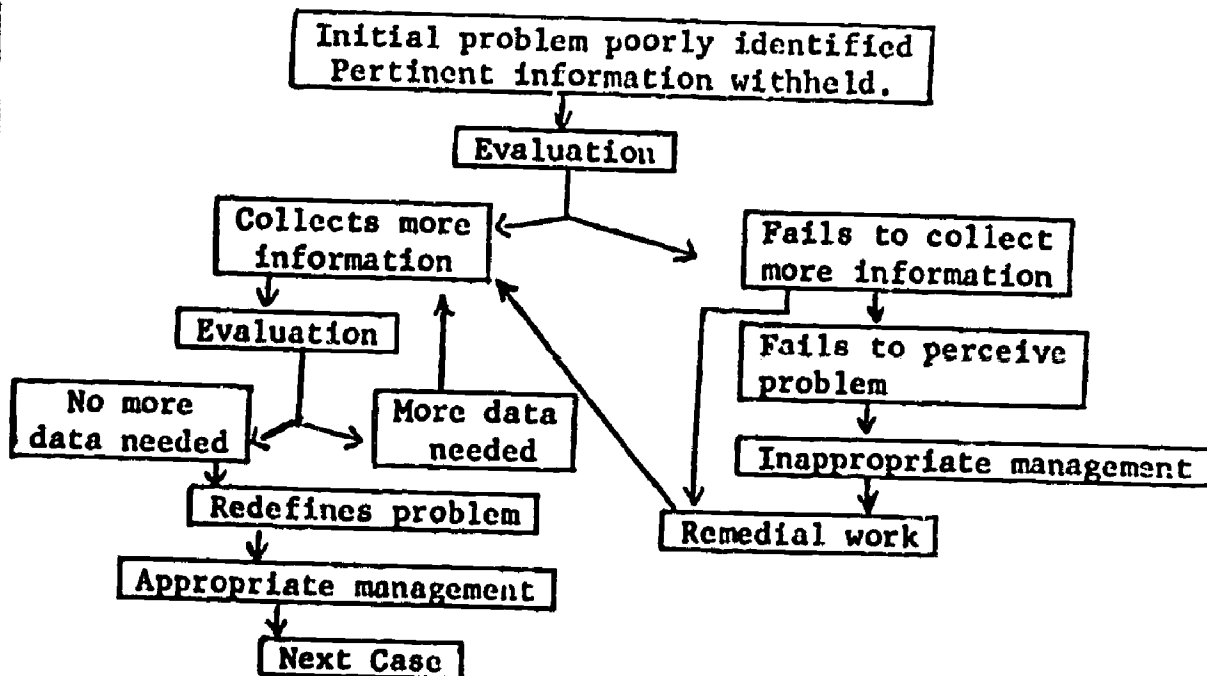 Initial problem poorly identified
Pertinent information withheld.
Evaluation
Collects more
information
Fails to collect
more information
Evaluation
Fails to perceive
problem
No more
data needed
More data
needed
Inappropriate management
Redefines problem
Remedial work
Appropriate management
Next Case